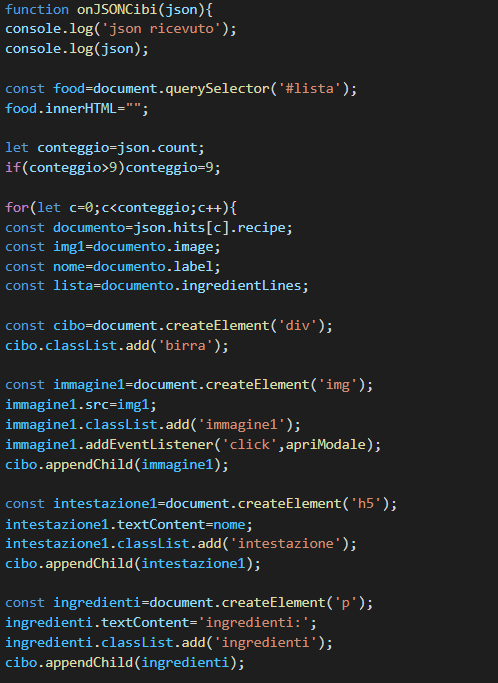 function onJSONCibi(json){
console.log('json ricevuto');
console.log(json);
const food=document.querySelector('#lista');
food.innerHTML="";
let conteggio=json.count;
if(conteggio>9)conteggio=9;
for(let c=0;c<conteggio;c++){
const documento=json.hits[c].recipe;
const img1=documento.image;
const nome=documento.label;
const lista=documento.ingredientLines;
const cibo=document.createElement('div');
cibo.classList.add('birra');
const immagine1=document.createElement('img');
immagine1.src=img1;
immagine1.classList.add('immagine1');
immagine1.addEventListener('click',apriModale);
cibo.appendChild(immagine1);
const intestazione1=document.createElement('h5');
intestazione1.textContent=nome;
intestazione1.classList.add('intestazione');
cibo.appendChild(intestazione1);
const ingredienti=document.createElement('p');
ingredienti.textContent='ingredienti:';
ingredienti.classList.add('ingredienti');
cibo.appendChild(ingredienti);